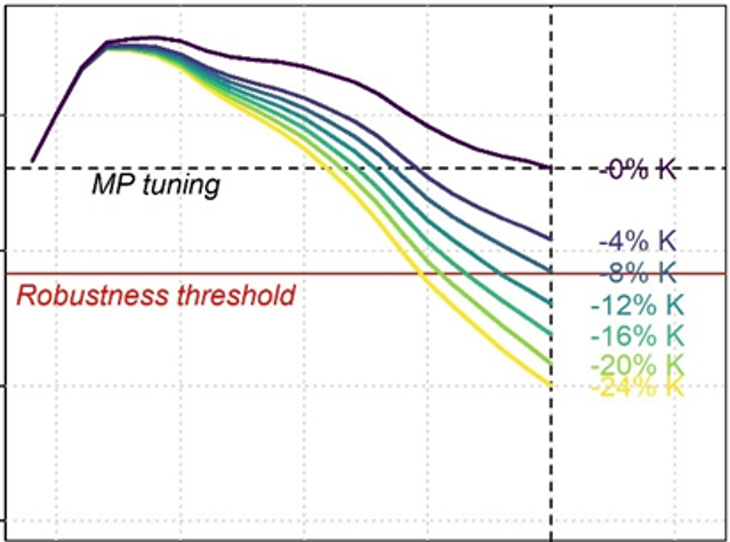 -0% K
MP tuning
-4% K
-8% K
Robustness threshold
-12% K
-16% K
-20% K
-24% K